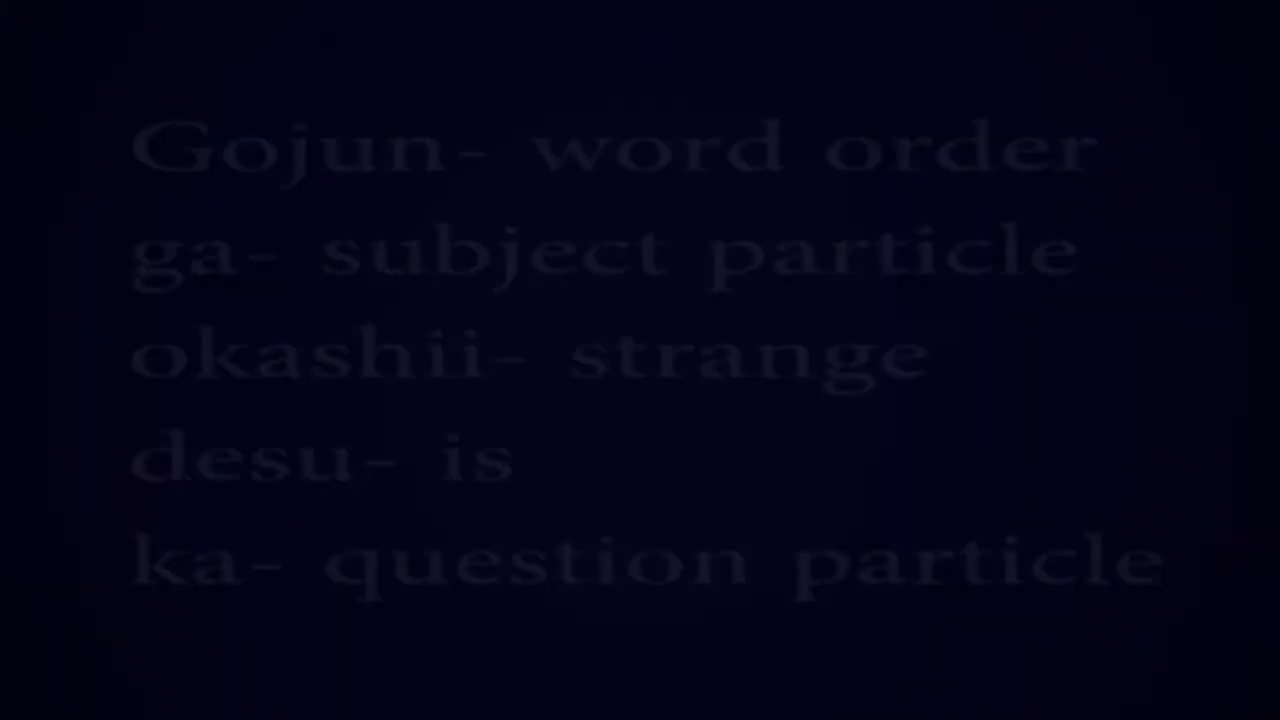 Gojun- word order
ga- subject particle
okashii- strange
desu- is
ka- question particle